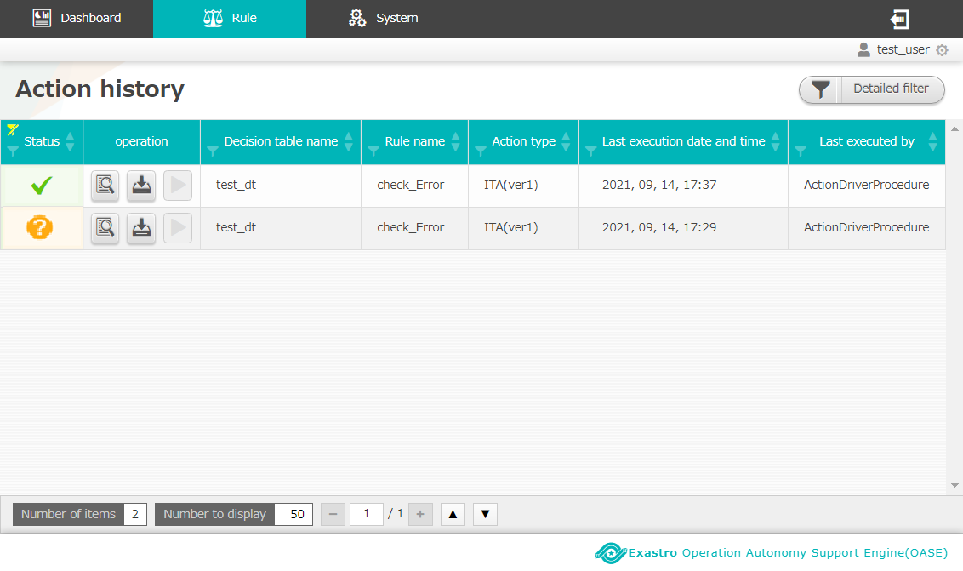 Dashboard Rule System
test_user
Action history
Detailed filter
Status operation Decision table name Rule name Action type Last execution date and time Last executed by
test_dt check_Error ITA(ver1) 2021, 09, 14, 17:37 ActionDriverProcedure
? test_dt check_Error ITA(ver1) 2021, 09, 14, 17:29 ActionDriverProcedure
Number of items 2 Number to display 50 − 1 / 1 + ▲ ▼
Exastro Operation Autonomy Support Engine(OASE)